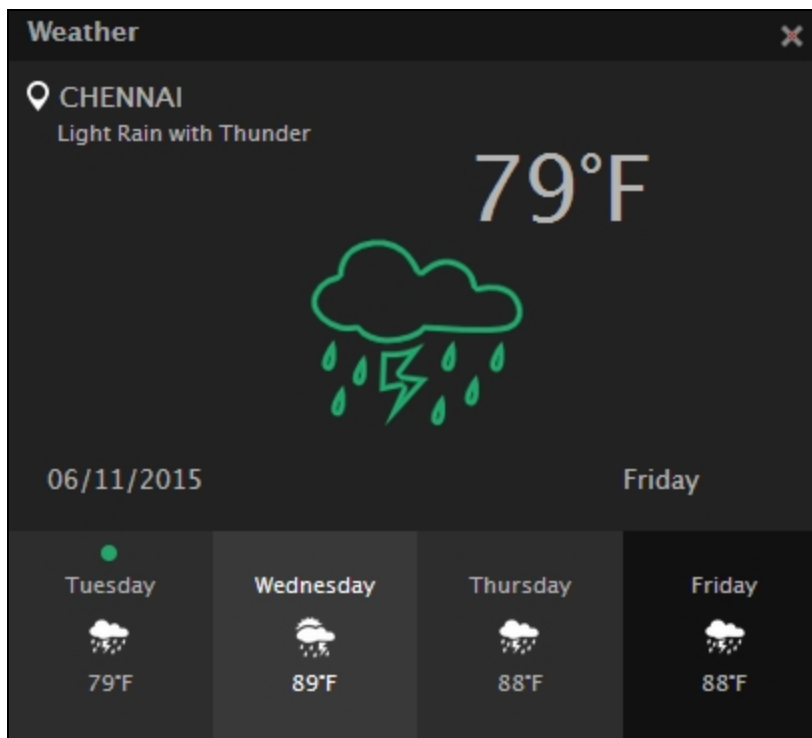 Weather
CHENNAI
Light Rain with Thunder
79°F
06/11/2015 Friday
Tuesday Wednesday Thursday Friday
79°F 89°F 88°F 88°F